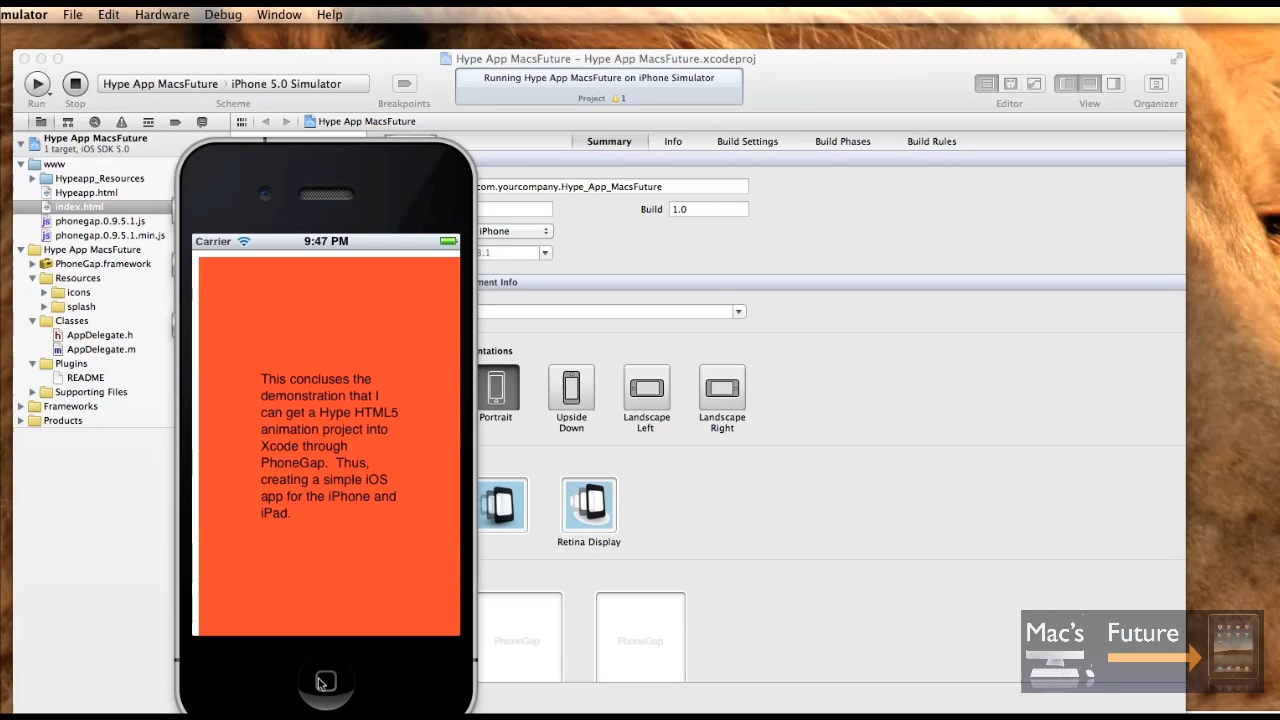 mulator File Edit Hardware Debug Window Help
Hype App MacsFuture – Hype App MacsFuture.xcodeproj
Hype App MacsFuture › iPhone 5.0 Simulator
Running Hype App MacsFuture on iPhone Simulator
Project 1
Run Stop Scheme Breakpoints Editor View Organizer
Hype App MacsFuture
Hype App MacsFuture
1 target, iOS SDK 5.0
www
Hypeapp_Resources
Hypeapp.html
index.html
phonegap.0.9.5.1.js
phonegap.0.9.5.1.min.js
Hype App MacsFuture
PhoneGap.framework
Resources
icons
splash
Classes
h AppDelegate.h
m AppDelegate.m
Plugins
README
Supporting Files
Frameworks
Products
Carrier 9:47 PM
This concluses the
demonstration that I
can get a Hype HTML5
animation project into
Xcode through
PhoneGap. Thus,
creating a simple iOS
app for the iPhone and
iPad.
Summary Info Build Settings Build Phases Build Rules
com.yourcompany.Hype_App_MacsFuture
Build 1.0
iPhone
3.1
ment Info
ntations
Portrait
Upside
Down
Landscape
Left
Landscape
Right
Retina Display
PhoneGap PhoneGap
Mac's Future